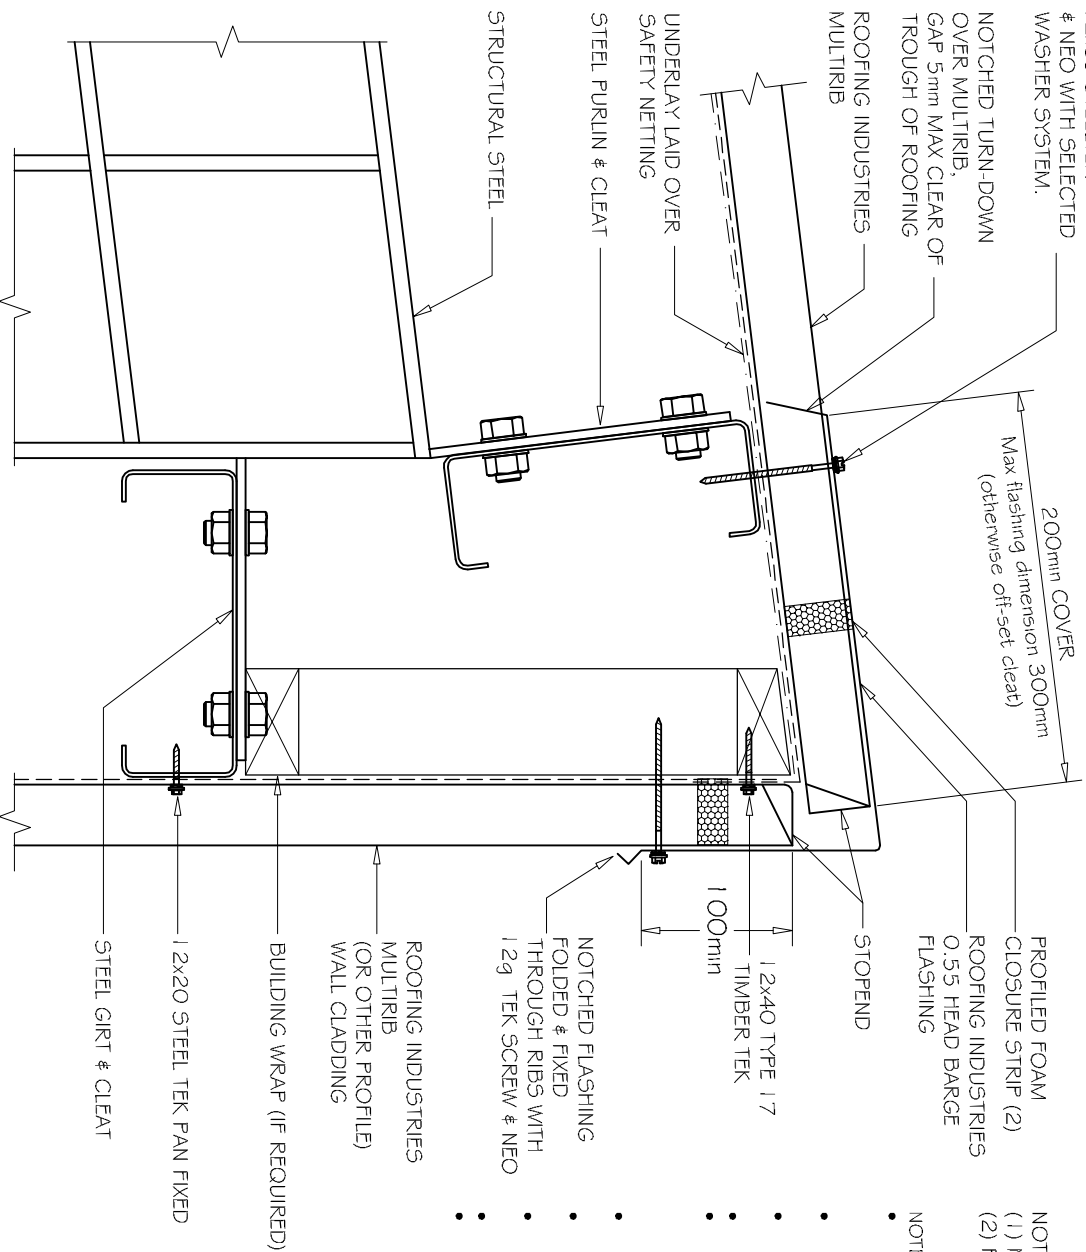 & NEO WITH SELECTED
WASHER SYSTEM.
NOTCHED TURN-DOWN
OVER MULTIRIB,
GAP 5mm MAX CLEAR OF
TROUGH OF ROOFING
ROOFING INDUSTRIES
MULTIRIB
UNDERLAY LAID OVER
SAFETY NETTING
STEEL PURLIN & CLEAT
STRUCTURAL STEEL
200min COVER
Max flashing dimension 300mm
(otherwise off-set cleat)
PROFILED FOAM
CLOSURE STRIP (2)
ROOFING INDUSTRIES
0.55 HEAD BARGE
FLASHING
STOPEND
100min
12x40 TYPE 17
TIMBER TEK
NOTCHED FLASHING
FOLDED & FIXED
THROUGH RIBS WITH
12g TEK SCREW & NEO
ROOFING INDUSTRIES
MULTIRIB
(OR OTHER PROFILE)
WALL CLADDING
BUILDING WRAP (IF REQUIRED)
12x20 STEEL TEK PAN FIXED
STEEL GIRT & CLEAT
(1)
(2)